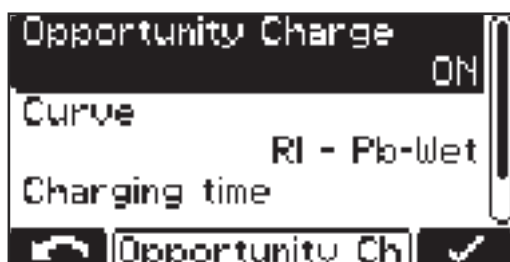 Opportunity Charge
ON
Curve
RI - Pb-Wet
Charging time
Opportunity Ch